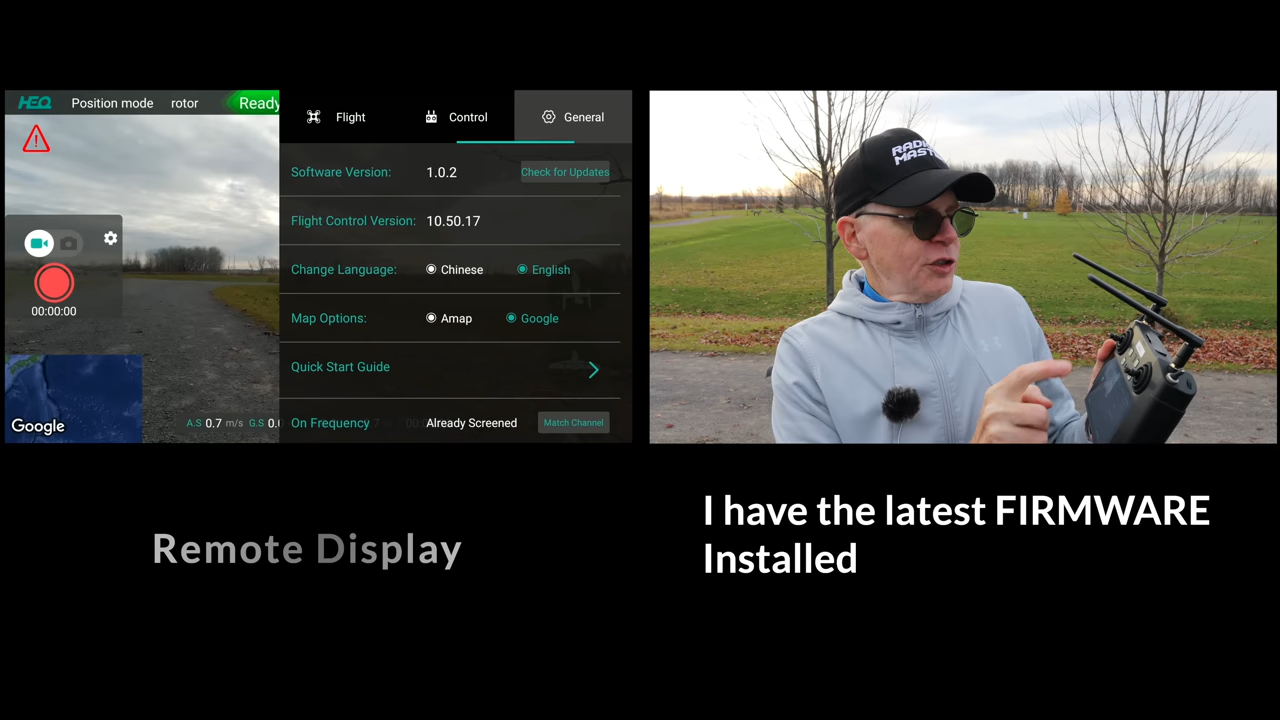 HEQ Position mode rotor Ready
Flight Control General
Software Version: 1.0.2 Check for Updates
Flight Control Version: 10.50.17
Change Language: Chinese English
Map Options: Amap Google
Quick Start Guide
On Frequency Already Screened Match Channel
00:00:00
Google
A.S 0.7 m/s G.S
Remote Display
I have the latest FIRMWARE
Installed